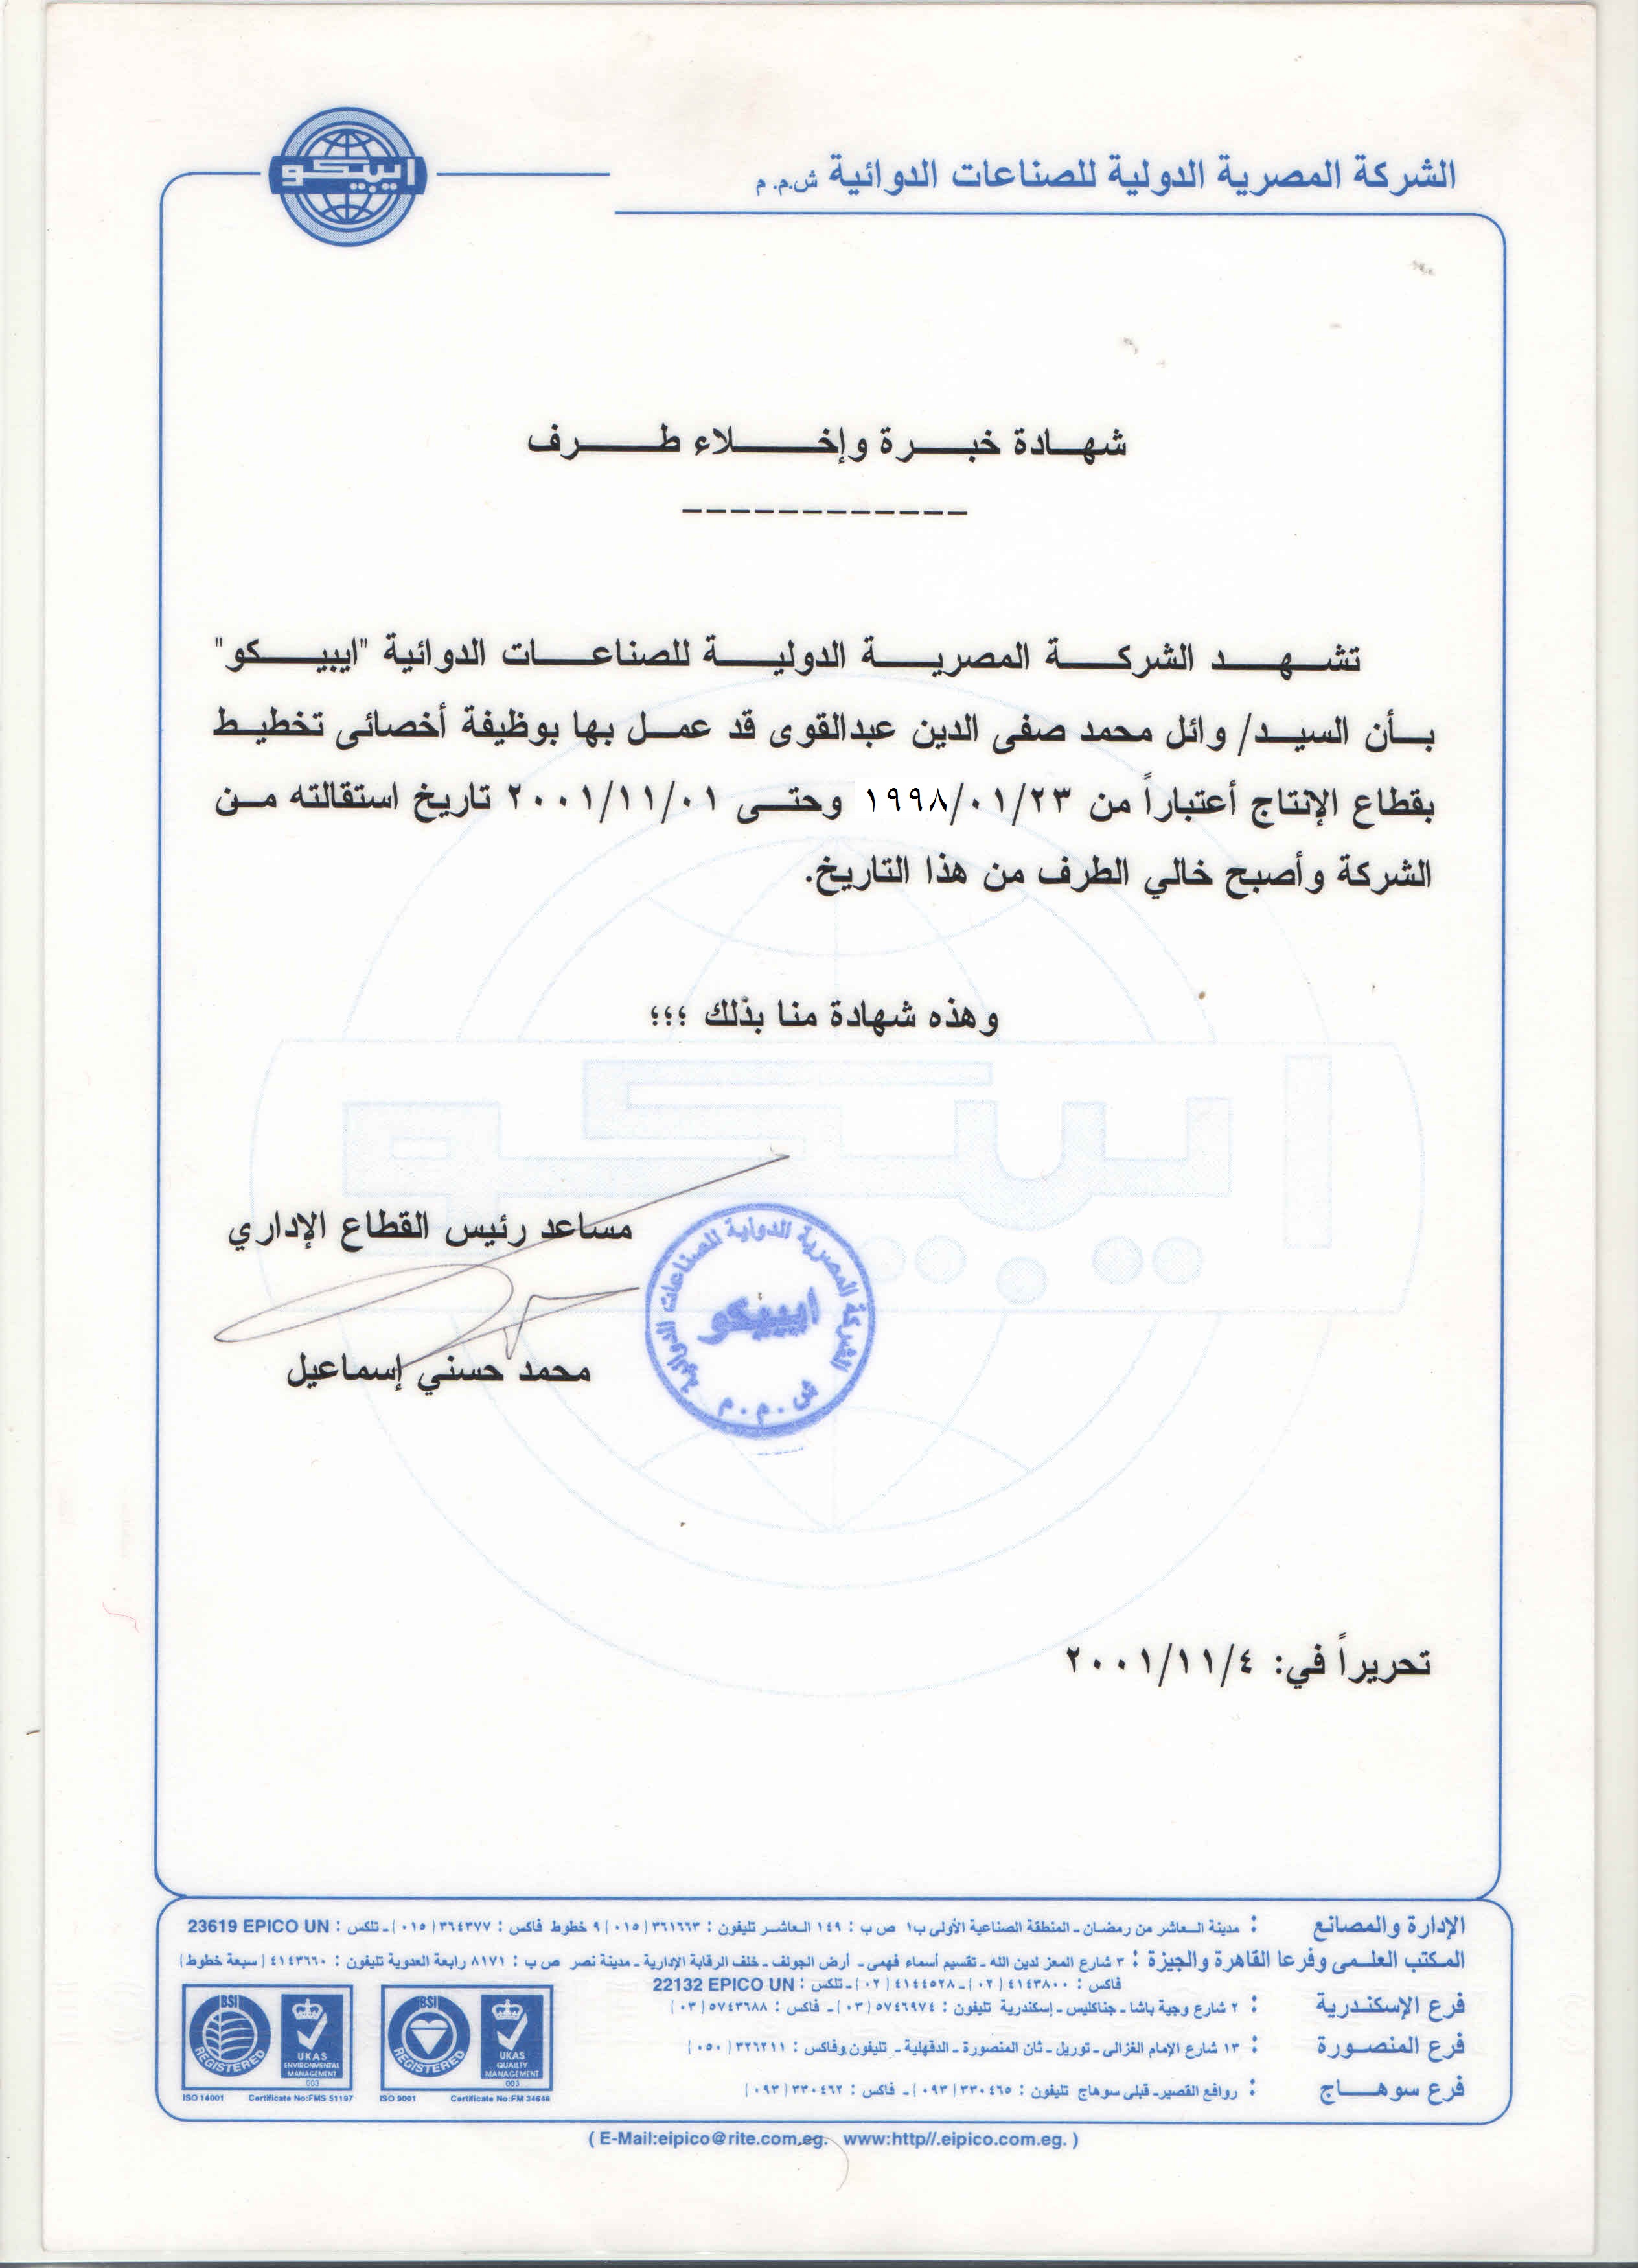 الشركة المصرية الدولية للصناعات الدوائية ش.م.م
ايبيكو
شهادة خبرة وإخلاء طرف
------------
تشهد الشركة المصرية الدولية للصناعات الدوائية "ايبيكو"
بأن السيد/ وائل محمد صفى الدين عبدالقوى قد عمل بها بوظيفة أخصائى تخطيط
بقطاع الإنتاج أعتباراً من ١٩٩٨/٠١/٢٣ وحتى ٢٠٠١/١١/٠١ تاريخ استقالته من
الشركة وأصبح خالي الطرف من هذا التاريخ.
وهذه شهادة منا بذلك ؛؛؛
ايبيكو
مساعد رئيس القطاع الإداري
الشركة المصرية الدولية للصناعات الدوائية
ايبيكو
ش.م.م
محمد حسني إسماعيل
تحريراً في: ٢٠٠١/١١/٤
الإدارة والمصانع : مدينة العاشر من رمضان - المنطقة الصناعية الأولى ب١ ص ب : ١٤٩ العاشر تليفون : ٣٦١٦٦٣ (٠١٥) ٩ خطوط فاكس : ٣٦٤٣٧٧ (٠١٥) - تلكس : 23619 EPICO UN
المكتب العلمى وفرعا القاهرة والجيزة : ٣ شارع المعز لدين الله - تقسيم أسماء فهمى - أرض الجولف - خلف الرقابة الإدارية - مدينة نصر ص ب : ٨١٧١ رابعة العدوية تليفون : ٤١٤٣٦٦٠ (سبعة خطوط)
فاكس : ٤١٤٣٨٠٠ (٠٢) - ٤١٤٤٥٢٨ (٠٢) - تلكس : 22132 EPICO UN
فرع الإسكندرية : ٢ شارع وجية باشا - جناكليس - إسكندرية تليفون : ٥٧٤٦٩٧٤ (٠٣) - فاكس : ٥٧٤٣٦٨٨ (٠٣)
فرع المنصورة : ١٣ شارع الإمام الغزالى - توريل - ثان المنصورة - الدقهلية - تليفون وفاكس : ٣٢٦٢١١ (٠٥٠)
فرع سوهاج : روافع القصير - قبلى سوهاج تليفون : ٣٣٠٤٦٥ (٠٩٣) - فاكس : ٣٣٠٤٦٢ (٠٩٣)
BSI REGISTERED
UKAS ENVIRONMENTAL MANAGEMENT 003
ISO 14001 Certificate No:FMS 51197
BSI REGISTERED
UKAS QUALITY MANAGEMENT 003
ISO 9001 Certificate No:FM 34646
( E-Mail:eipico@rite.com.eg. www:http//.eipico.com.eg. )